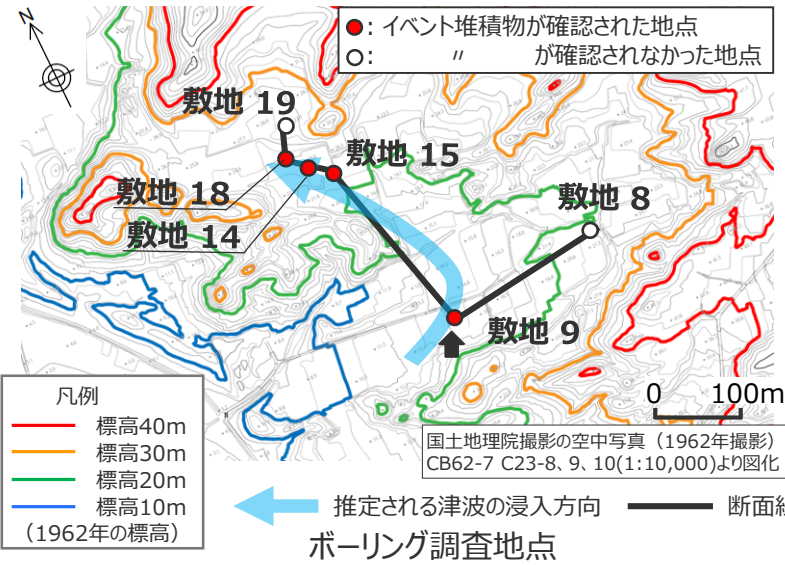 N
●：イベント堆積物が確認された地点
○：　〃　が確認されなかった地点
敷地 19
敷地 15
敷地 18
敷地 14
敷地 8
敷地 9
0 100m
凡例
標高40m
標高30m
標高20m
標高10m
（1962年の標高）
国土地理院撮影の空中写真（1962年撮影）
CB62-7 C23-8、9、10(1:10,000)より図化
推定される津波の浸入方向
断面
ボーリング調査地点